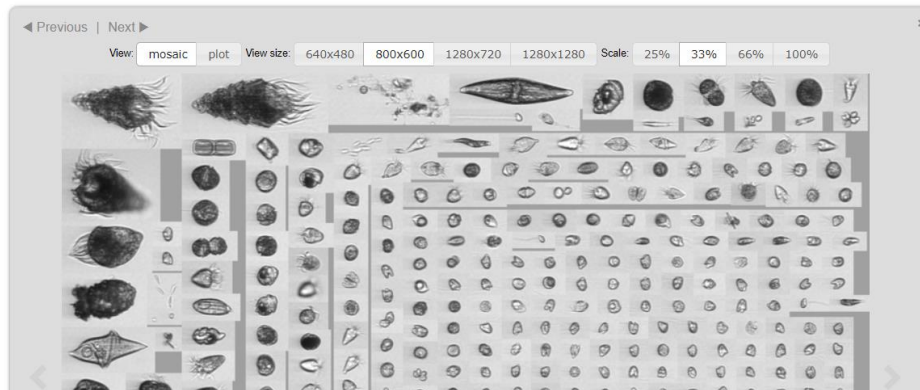 ◀ Previous | Next ▶
View: mosaic plot View size: 640x480 800x600 1280x720 1280x1280 Scale: 25% 33% 66% 100%